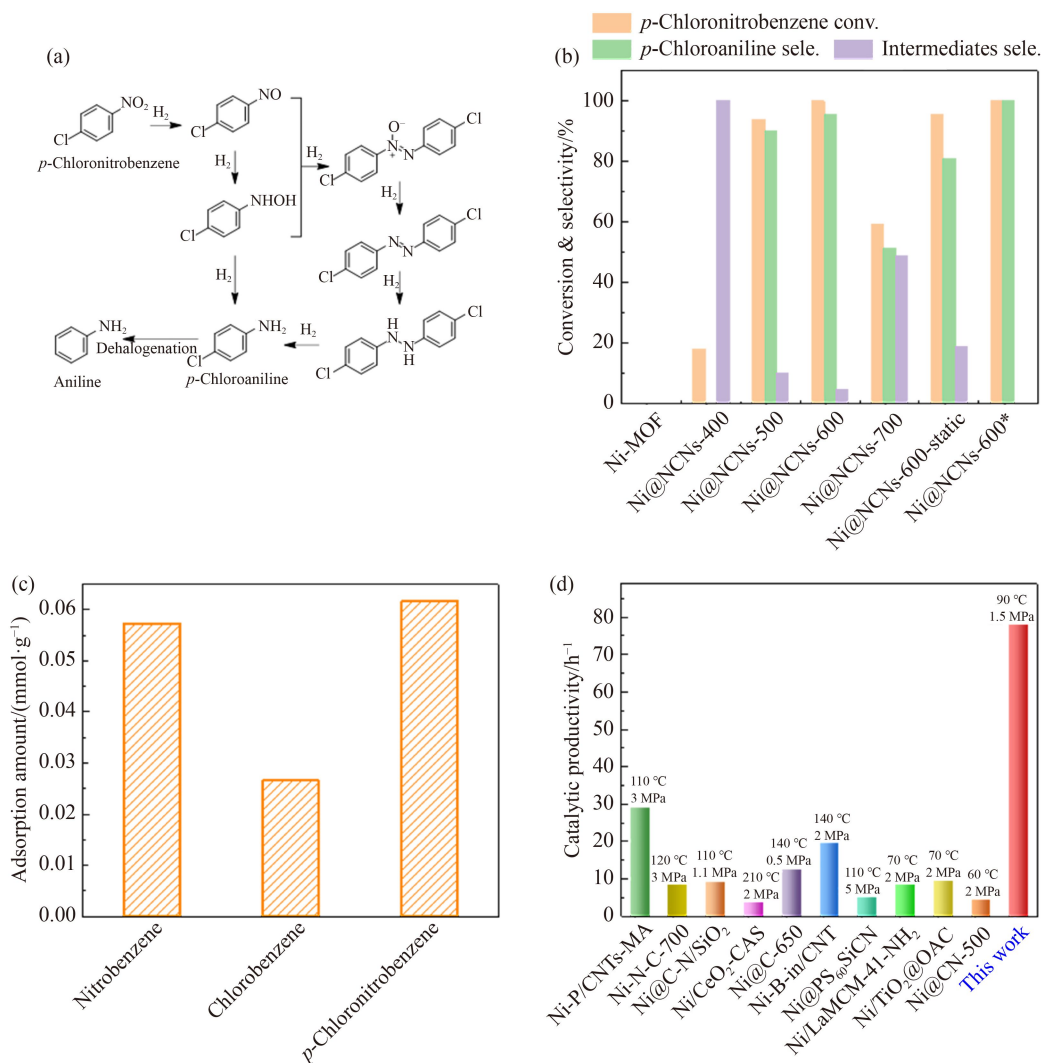 (a)
NO₂
H₂
Cl
p-Chloronitrobenzene
NO
Cl
H₂
NHOH
Cl
H₂
H₂
O⁻
N⁺
N
Cl
Cl
H₂
N
N
Cl
Cl
H₂
H
N
N
H
Cl
Cl
H₂
NH₂
Cl
p-Chloroaniline
Dehalogenation
NH₂
Aniline
(b)
p-Chloronitrobenzene conv.
p-Chloroaniline sele.
Intermediates sele.
Conversion & selectivity/%
100
80
60
40
20
0
Ni-MOF
Ni@NCNs-400
Ni@NCNs-500
Ni@NCNs-600
Ni@NCNs-700
Ni@NCNs-600-static
Ni@NCNs-600*
(c)
Adsorption amount/(mmol·g⁻¹)
0.06
0.05
0.04
0.03
0.02
0.01
0.00
Nitrobenzene
Chlorobenzene
p-Chloronitrobenzene
(d)
Catalytic productivity/h⁻¹
80
70
60
50
40
30
20
10
0
110 °C
3 MPa
120 °C
3 MPa
110 °C
1.1 MPa
210 °C
2 MPa
140 °C
0.5 MPa
140 °C
2 MPa
110 °C
5 MPa
70 °C
2 MPa
70 °C
2 MPa
60 °C
2 MPa
90 °C
1.5 MPa
Ni-P/CNTs-MA
Ni-N-C-700
Ni@C-N/SiO₂
Ni/CeO₂-CAS
Ni@C-650
Ni-B-in/CNT
Ni@PS₆₀SiCN
Ni/LaMCM-41-NH₂
Ni/TiO₂@OAC
Ni@CN-500
This work